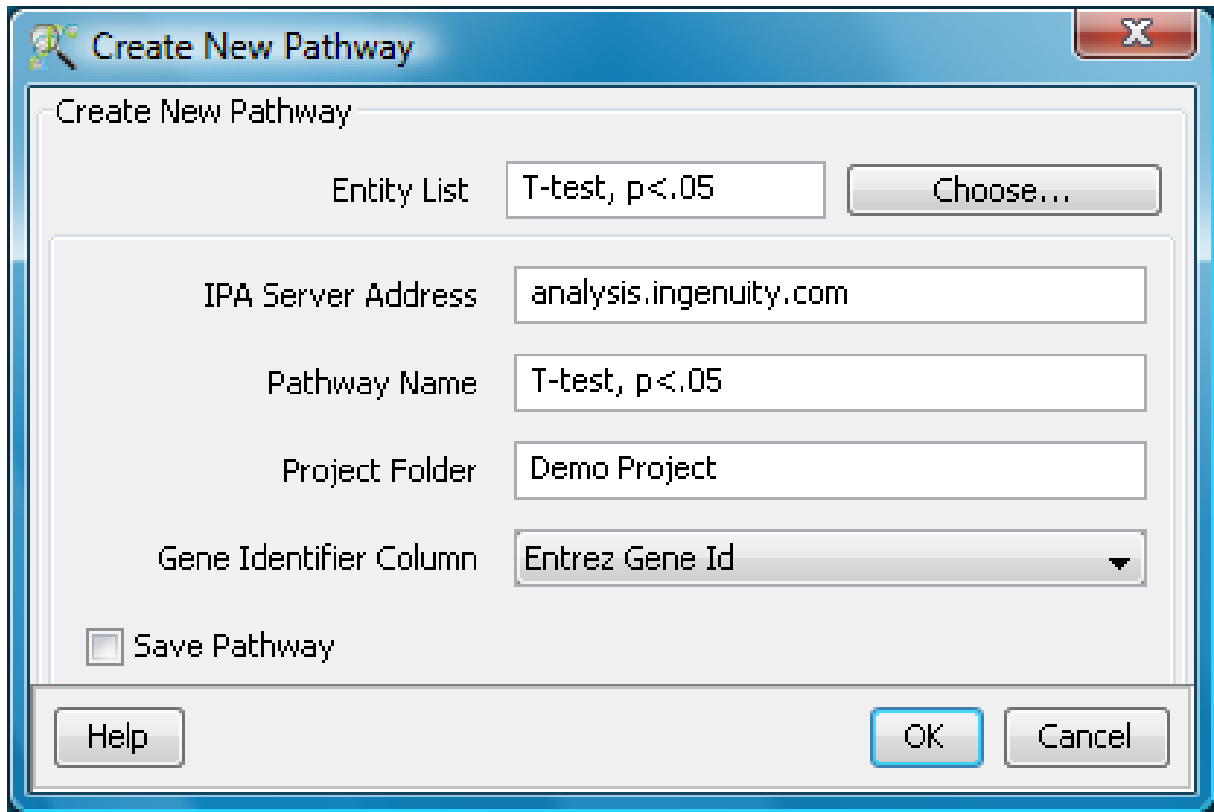 Create New Pathway
Create New Pathway
Entity List T-test, p<.05 Choose...
IPA Server Address analysis.ingenuity.com
Pathway Name T-test, p<.05
Project Folder Demo Project
Gene Identifier Column Entrez Gene Id
Save Pathway
Help OK Cancel